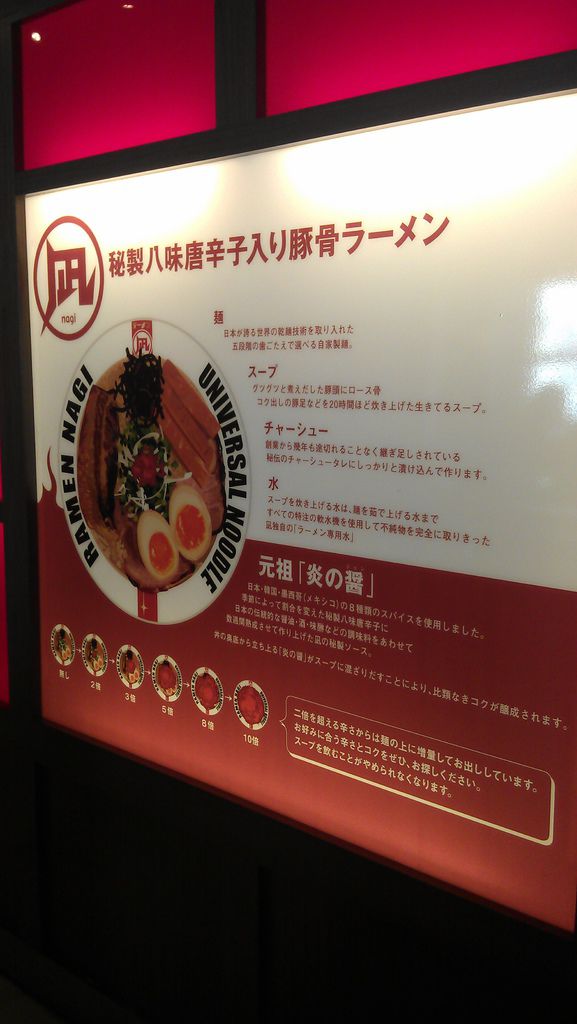 凪
nagi
秘製八味唐辛子入り豚骨ラーメン
RAMEN NAGI
UNIVERSAL NOODLE
麺
日本が誇る世界の乾麺技術を取り入れた
五段階の歯ごたえで選べる自家製麺。
スープ
グツグツと煮えだした豚頭にロース骨
コク出しの豚足などを20時間ほど炊き上げた生きてるスープ。
チャーシュー
創業から幾年も途切れることなく継ぎ足しされている
秘伝のチャーシュータレにしっかりと漬け込んで作ります。
水
スープを炊き上げる水は、麺を茹で上げる水まで
すべての特注の軟水機を使用して不純物を完全に取りきった
凪独自の「ラーメン専用水」
元祖「炎の醤」
日本・韓国・墨西哥(メキシコ)の8種類のスパイスを使用しました。
季節によって割合を変えた秘製八味唐辛子に
日本の伝統的な醤油・酒・味醂などの調味料をあわせて
数週間熟成させて作り上げた凪の秘製ソース。
丼の奥底から立ち上る「炎の醤」がスープに混ざりだすことにより、比類なきコクが醸成されます。
無し
2倍
3倍
5倍
8倍
10倍
二倍を超える辛さからは麺の上に増量してお出ししています。
お好みに合う辛さとコクをぜひ、お探しください。
スープを飲むことがやめられなくなります。